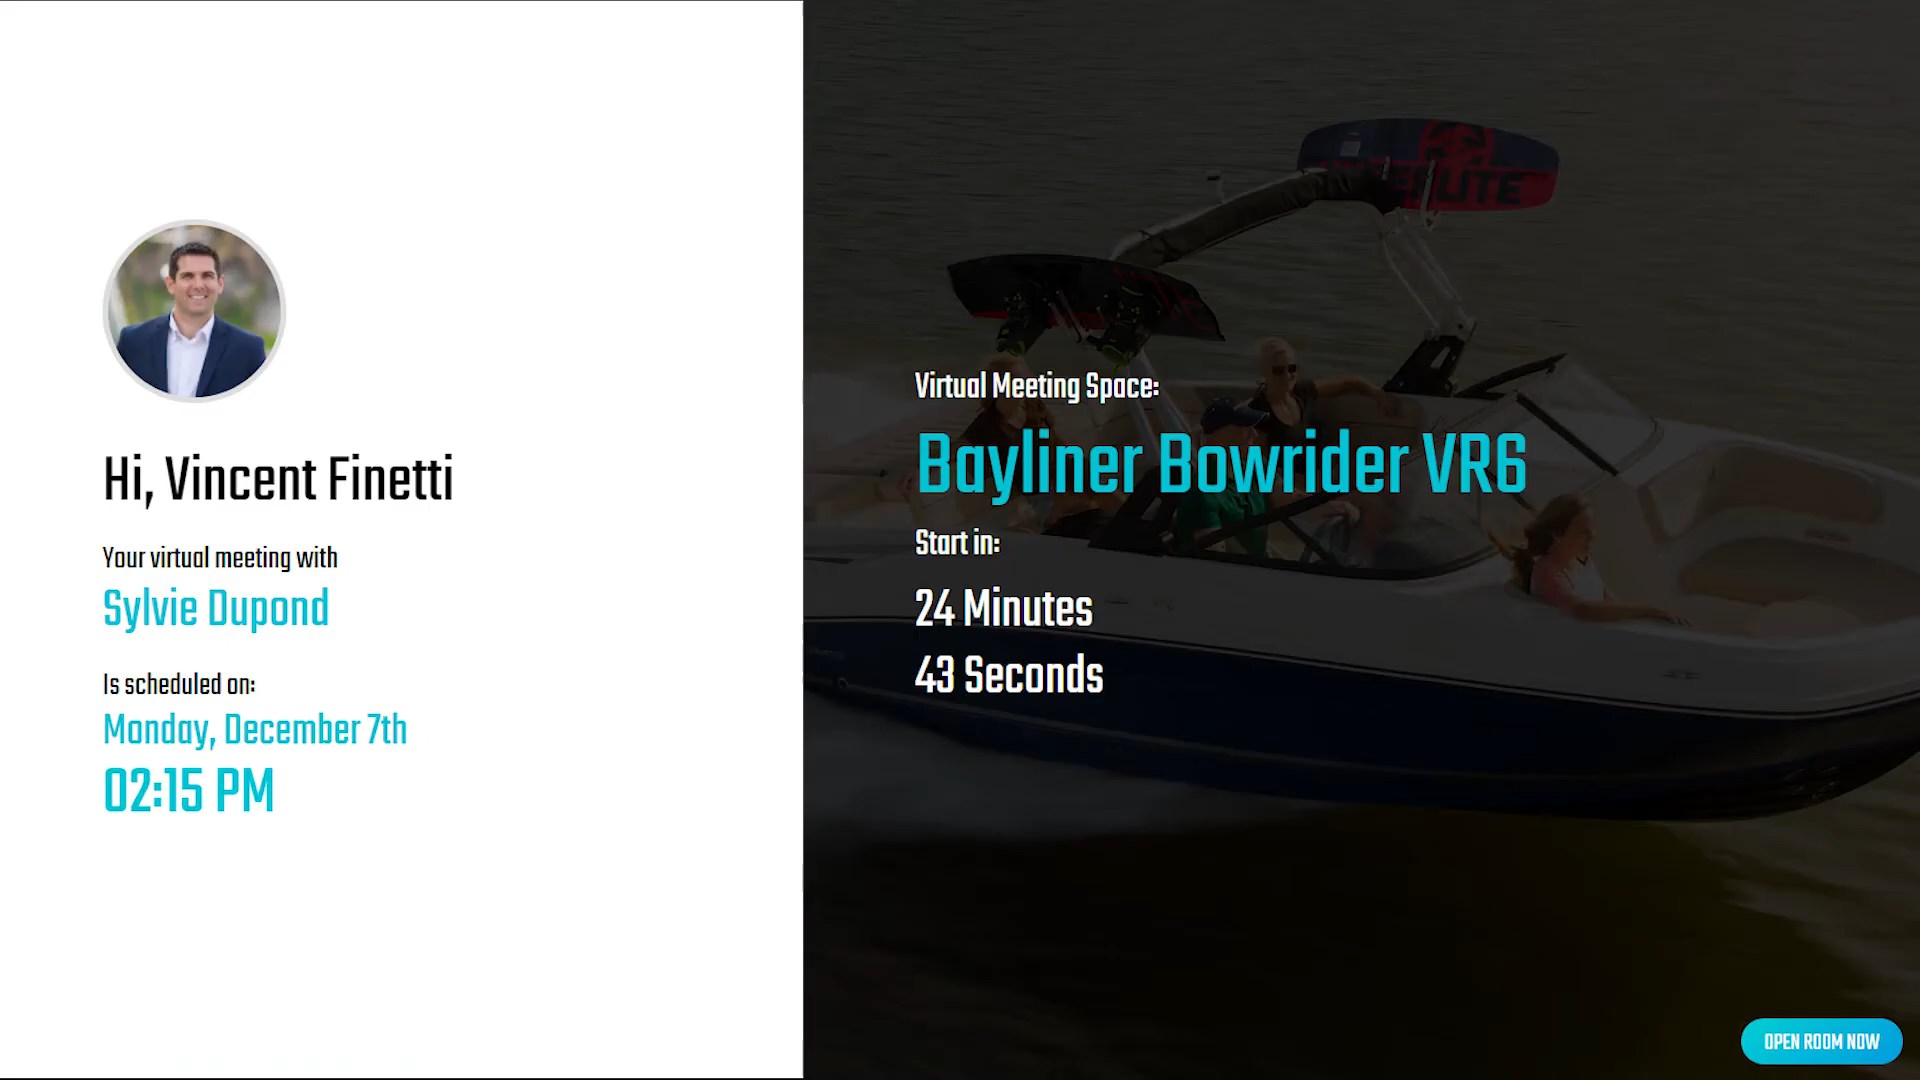 Hi, Vincent Finetti
Your virtual meeting with
Sylvie Dupond
Is scheduled on:
Monday, December 7th
02:15 PM
Virtual Meeting Space:
Bayliner Bowrider VR6
Start in:
24 Minutes
43 Seconds
OPEN ROOM NOW